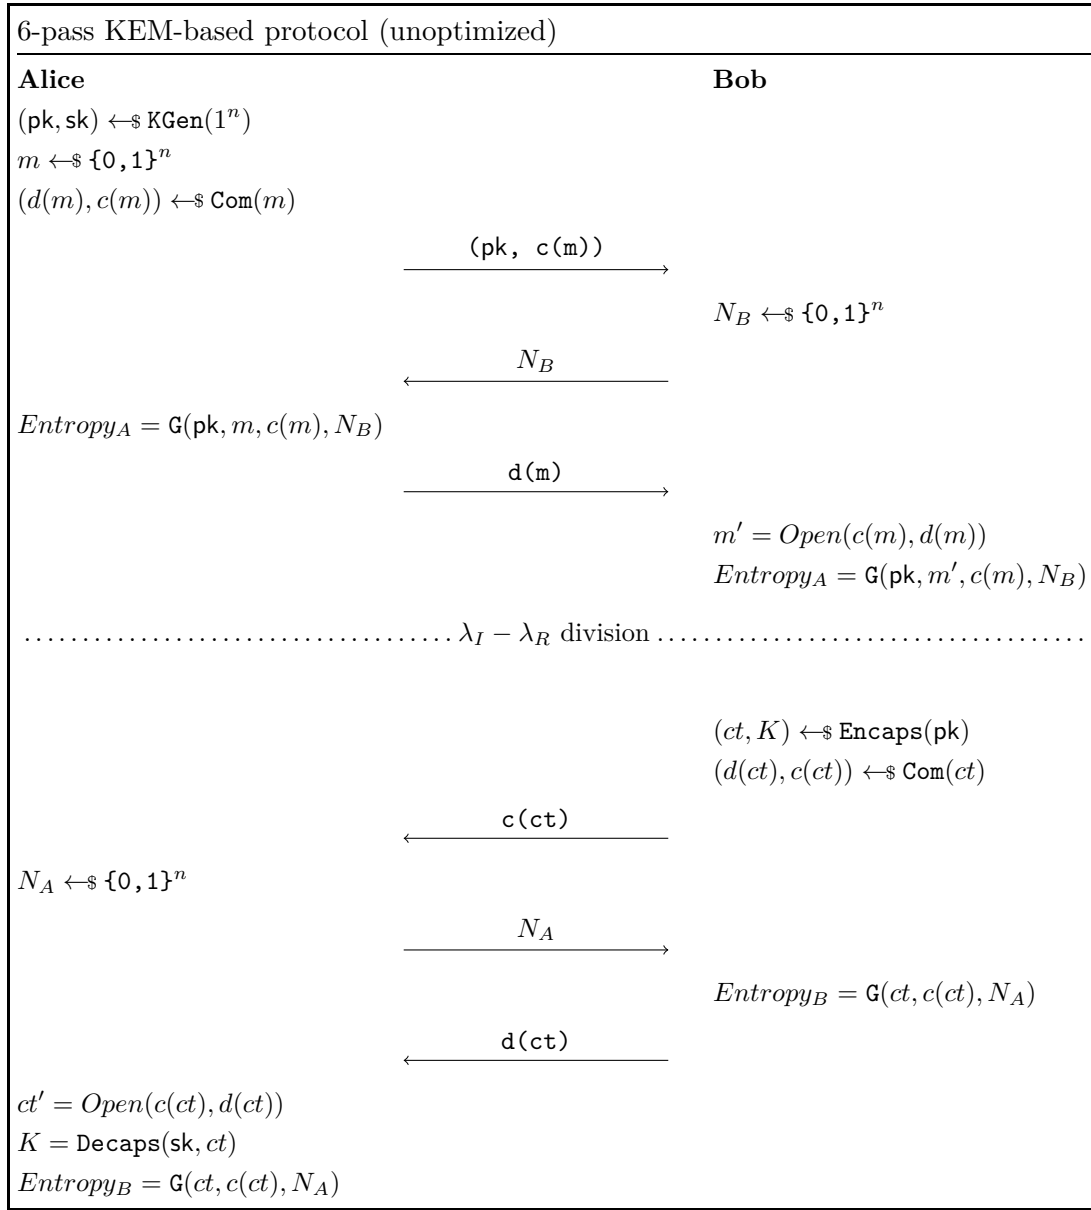 6-pass KEM-based protocol (unoptimized)
Alice Bob
(pk, sk) ←$ KGen(1ⁿ)
m ←$ {0,1}ⁿ
(d(m), c(m)) ←$ Com(m)
(pk, c(m))
N_B ←$ {0,1}ⁿ
N_B
Entropy_A = G(pk, m, c(m), N_B)
d(m)
m′ = Open(c(m), d(m))
Entropy_A = G(pk, m′, c(m), N_B)
λ_I − λ_R division
(ct, K) ←$ Encaps(pk)
(d(ct), c(ct)) ←$ Com(ct)
c(ct)
N_A ←$ {0,1}ⁿ
N_A
Entropy_B = G(ct, c(ct), N_A)
d(ct)
ct′ = Open(c(ct), d(ct))
K = Decaps(sk, ct)
Entropy_B = G(ct, c(ct), N_A)